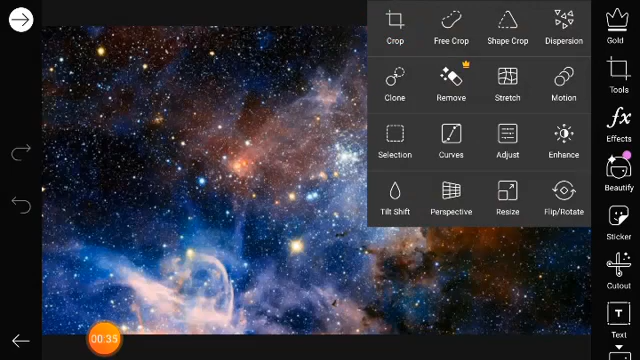 Crop Free Crop Shape Crop Dispersion
Clone Remove Stretch Motion
Selection Curves Adjust Enhance
Tilt Shift Perspective Resize Flip/Rotate
Gold
Tools
fx
Effects
Beautify
Sticker
Cutout
T
Text
00:35